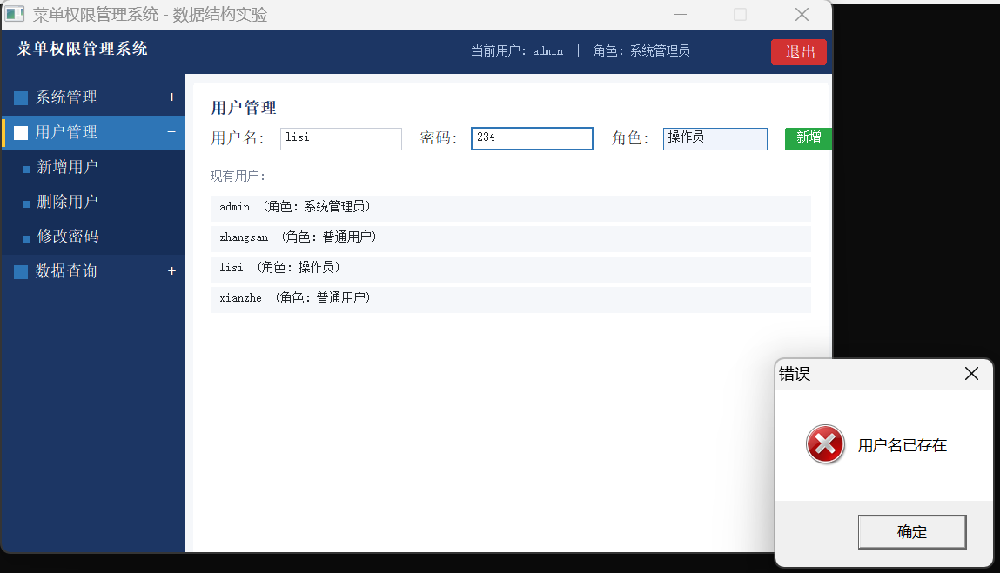 菜单权限管理系统 - 数据结构实验
菜单权限管理系统
当前用户: admin | 角色: 系统管理员
退出
系统管理 +
用户管理 −
新增用户
删除用户
修改密码
数据查询 +
用户管理
用户名: lisi 密码: 234 角色: 操作员 新增
现有用户:
admin (角色: 系统管理员)
zhangsan (角色: 普通用户)
lisi (角色: 操作员)
xianzhe (角色: 普通用户)
错误
用户名已存在
确定